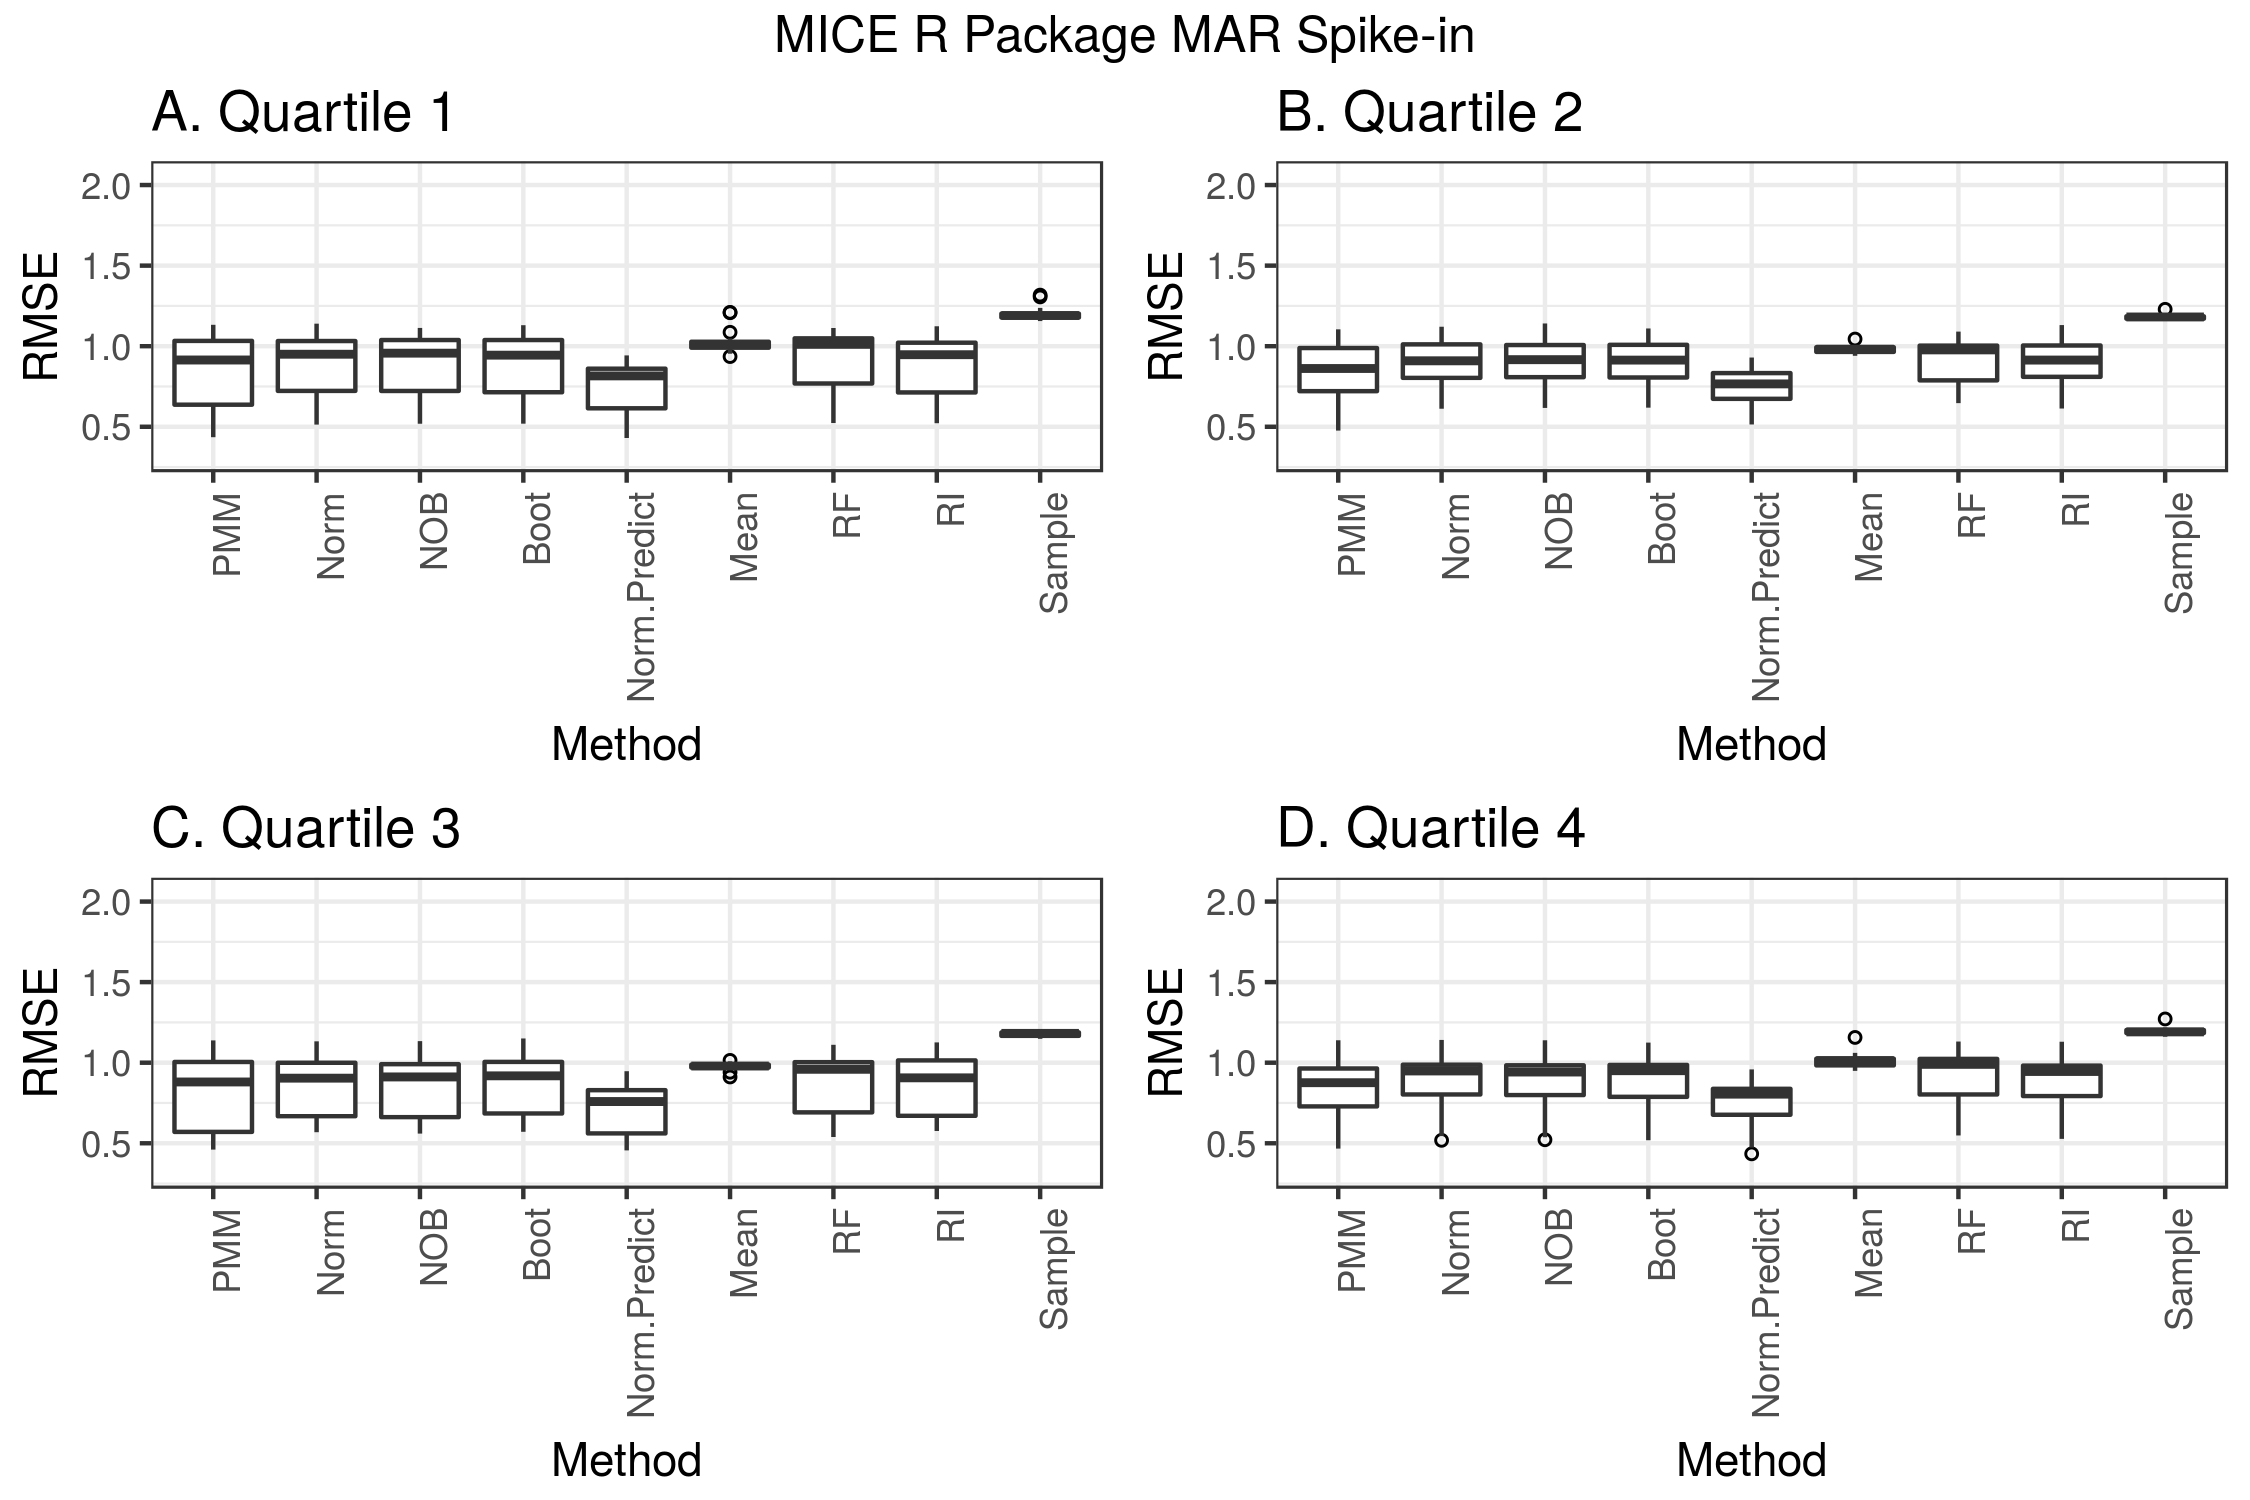 MICE R Package MAR Spike-in
A. Quartile 1
RMSE
2.0
1.5
1.0
0.5
PMM
Norm
NOB
Boot
Norm.Predict
Mean
RF
RI
Sample
Method
B. Quartile 2
RMSE
2.0
1.5
1.0
0.5
PMM
Norm
NOB
Boot
Norm.Predict
Mean
RF
RI
Sample
Method
C. Quartile 3
RMSE
2.0
1.5
1.0
0.5
PMM
Norm
NOB
Boot
Norm.Predict
Mean
RF
RI
Sample
Method
D. Quartile 4
RMSE
2.0
1.5
1.0
0.5
PMM
Norm
NOB
Boot
Norm.Predict
Mean
RF
RI
Sample
Method